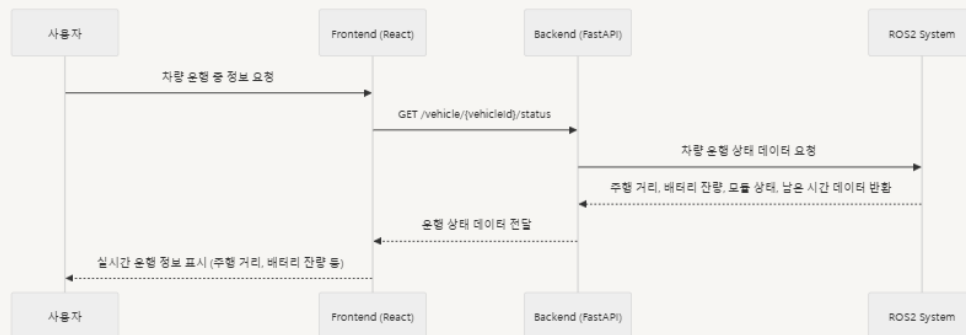 사용자
Frontend (React)
Backend (FastAPI)
ROS2 System
차량 운행 중 정보 요청
GET /vehicle/{vehicleId}/status
차량 운행 상태 데이터 요청
주행 거리, 배터리 잔량, 모듈 상태, 남은 시간 데이터 반환
운행 상태 데이터 전달
실시간 운행 정보 표시 (주행 거리, 배터리 잔량 등)
사용자
Frontend (React)
Backend (FastAPI)
ROS2 System